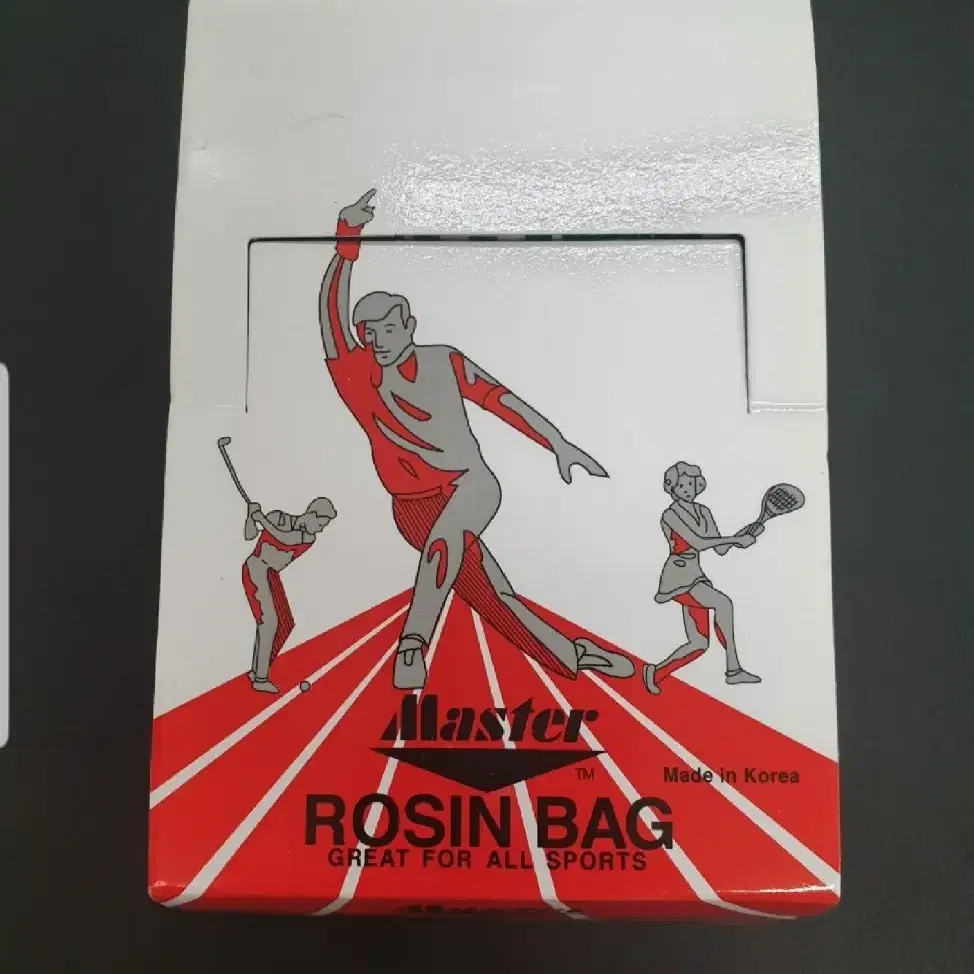 Master
TM
Made in Korea
ROSIN BAG
GREAT FOR ALL SPORTS